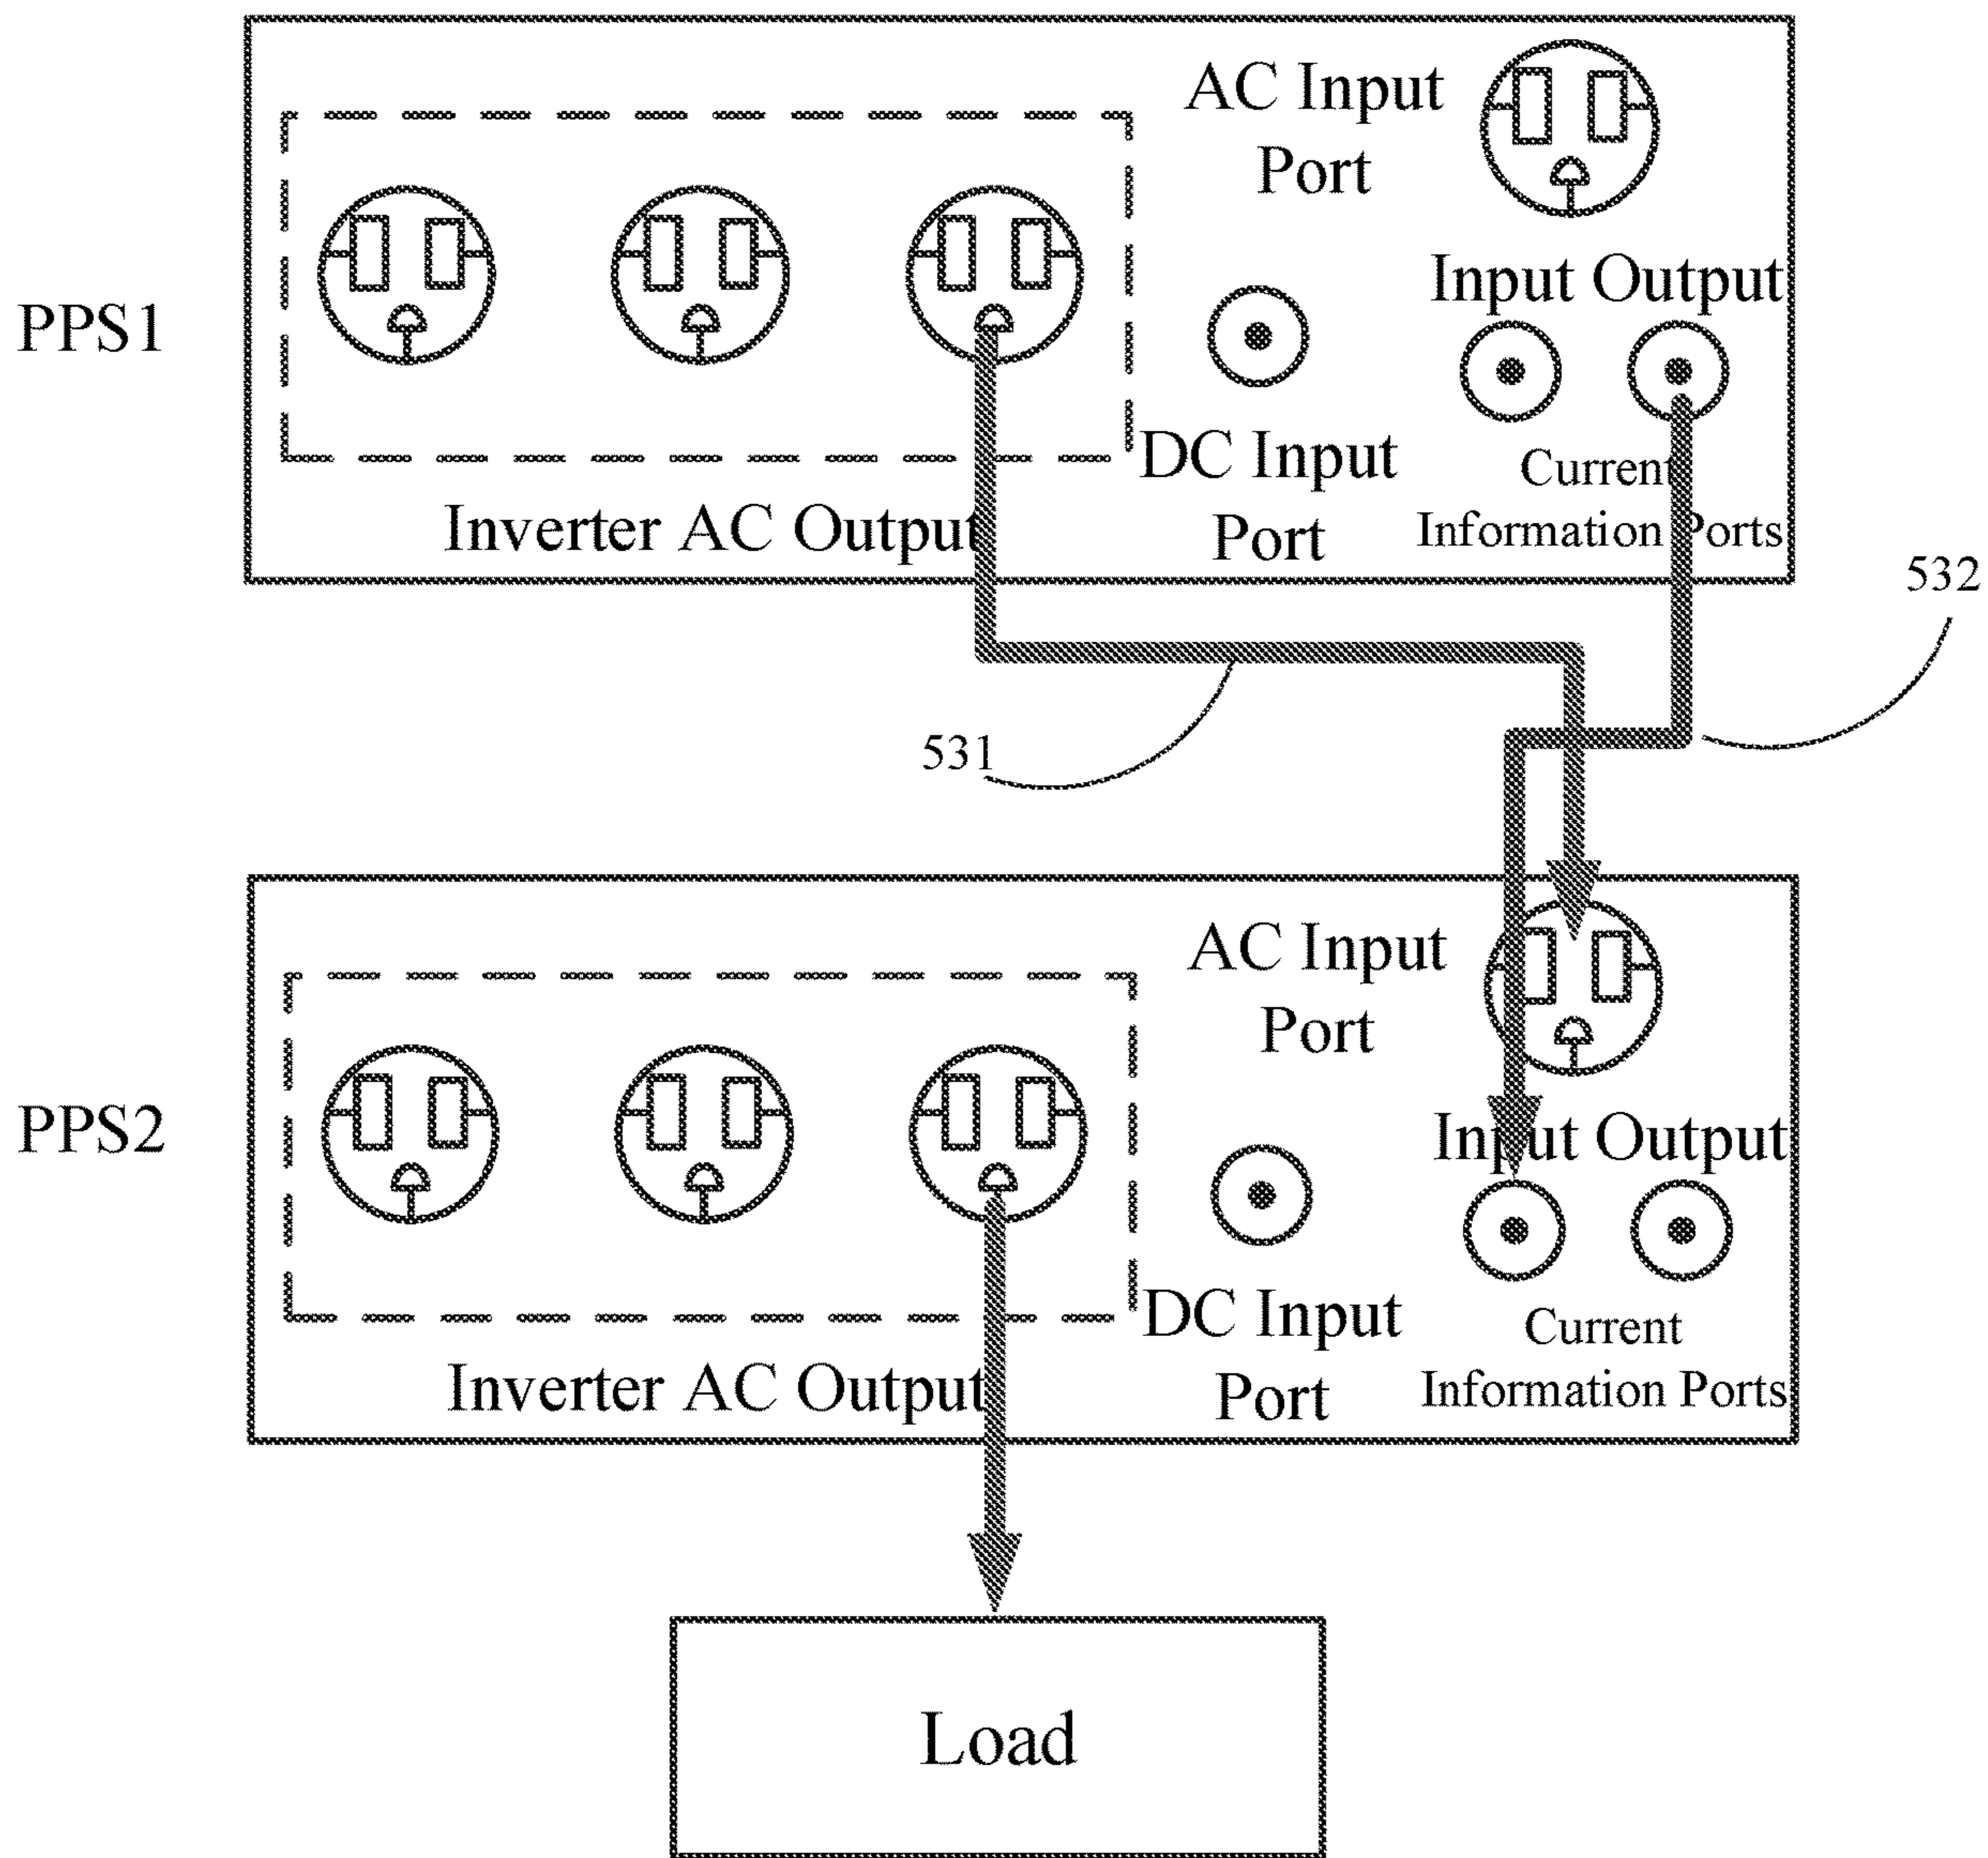 AC Input
Port
Input Output
PPS1
DC Input
Port
Current
Information Ports
Inverter AC Output
532
531
AC Input
Port
Input Output
PPS2
DC Input
Port
Current
Information Ports
Inverter AC Output
Load